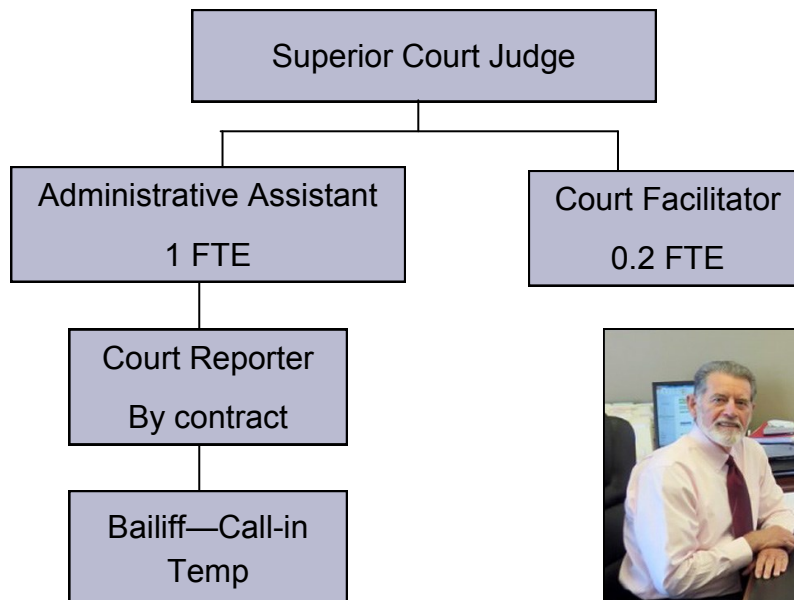 Superior Court Judge
Administrative Assistant
1 FTE
Court Facilitator
0.2 FTE
Court Reporter
By contract
Bailiff—Call-in
Temp